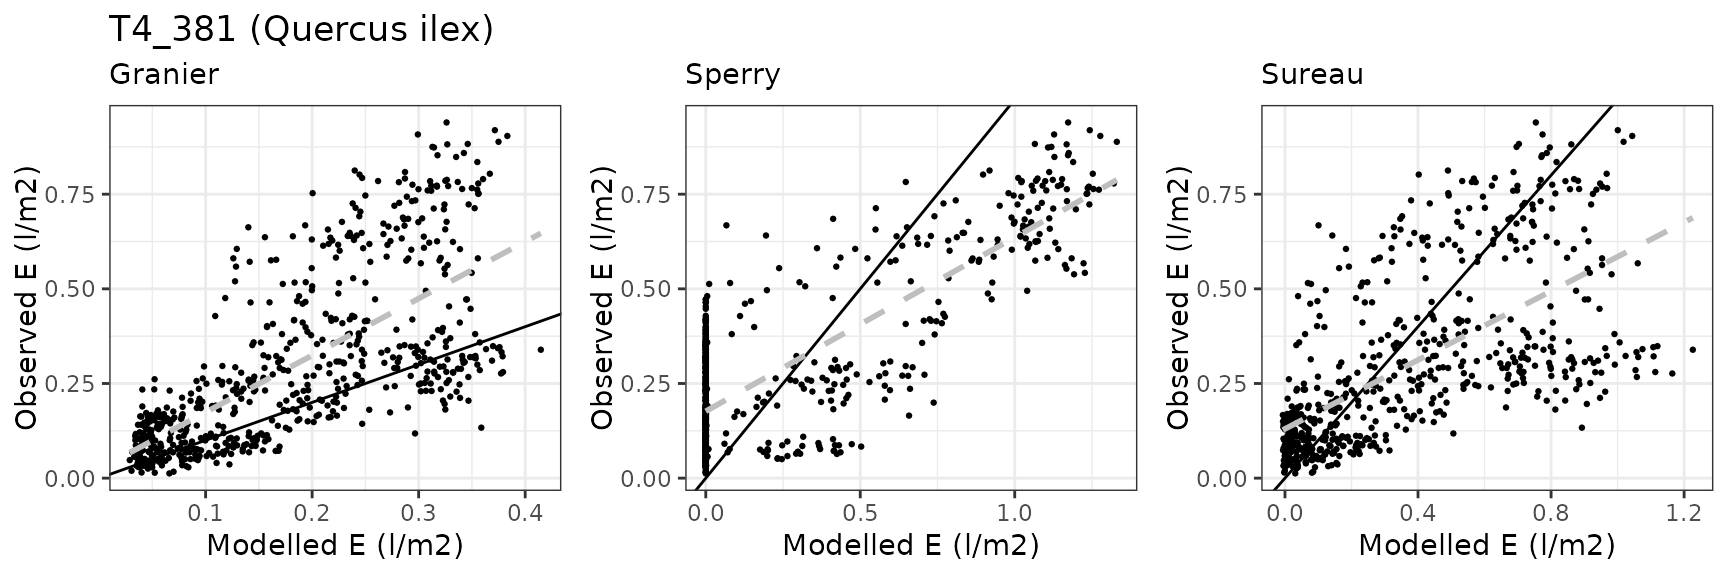 T4_381 (Quercus ilex)
Granier
Sperry
Sureau
Observed E (l/m2)
0.75
0.50
0.25
0.00
0.1
0.2
0.3
0.4
Modelled E (l/m2)
Observed E (l/m2)
0.75
0.50
0.25
0.00
0.0
0.5
1.0
Modelled E (l/m2)
Observed E (l/m2)
0.75
0.50
0.25
0.00
0.0
0.4
0.8
1.2
Modelled E (l/m2)